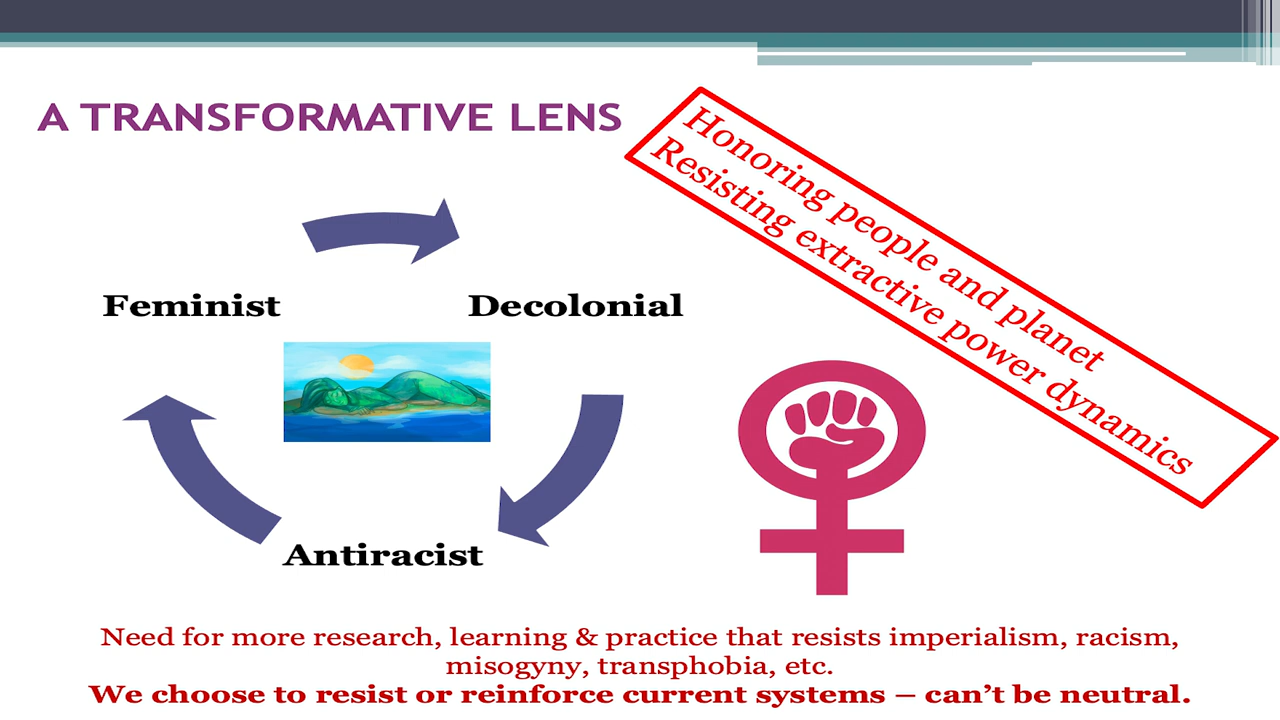 A TRANSFORMATIVE LENS
Honoring people and planet
Resisting extractive power dynamics
Feminist
Decolonial
Antiracist
Need for more research, learning & practice that resists imperialism, racism,
misogyny, transphobia, etc.
We choose to resist or reinforce current systems – can’t be neutral.